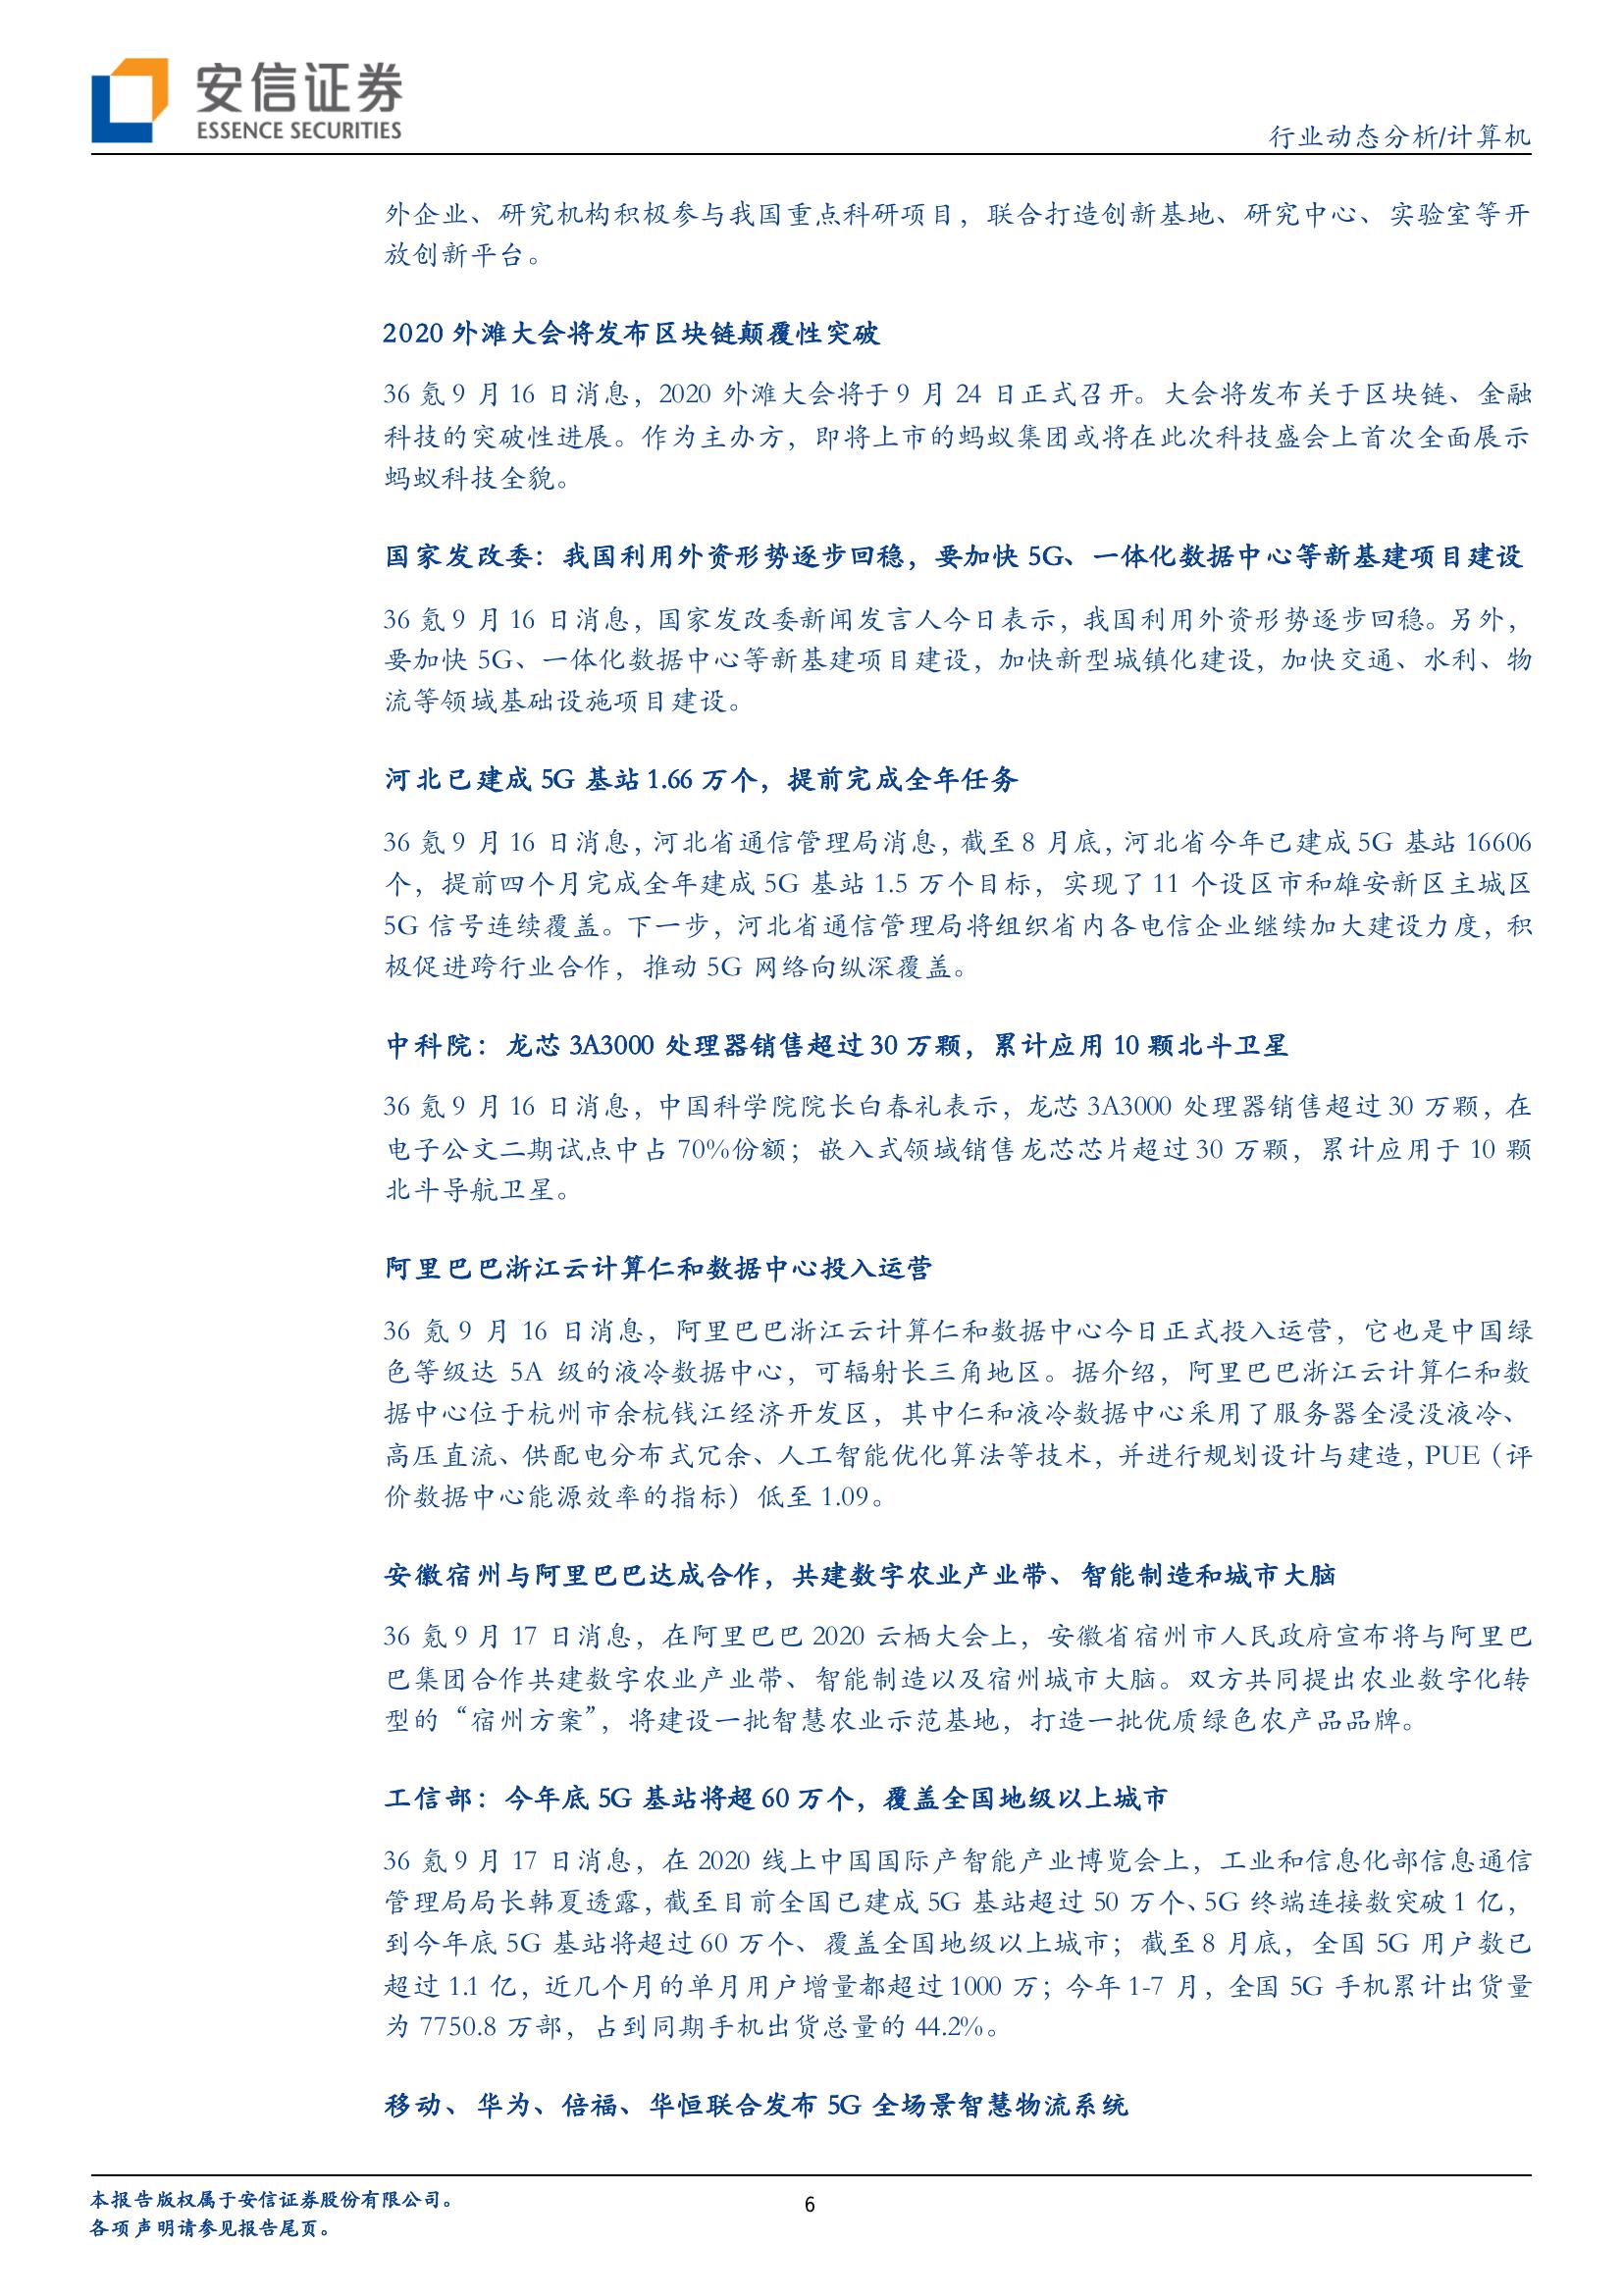 安信证券
ESSENCE SECURITIES
行业动态分析/计算机
外企业、研究机构积极参与我国重点科研项目，联合打造创新基地、研究中心、实验室等开
放创新平台。
2020 外滩大会将发布区块链颠覆性突破
36 氪 9 月 16 日消息，2020 外滩大会将于 9 月 24 日正式召开。大会将发布关于区块链、金融
科技的突破性进展。作为主办方，即将上市的蚂蚁集团或将在此次科技盛会上首次全面展示
蚂蚁科技全貌。
国家发改委：我国利用外资形势逐步回稳，要加快 5G、一体化数据中心等新基建项目建设
36 氪 9 月 16 日消息，国家发改委新闻发言人今日表示，我国利用外资形势逐步回稳。另外，
要加快 5G、一体化数据中心等新基建项目建设，加快新型城镇化建设，加快交通、水利、物
流等领域基础设施项目建设。
河北已建成 5G 基站 1.66 万个，提前完成全年任务
36 氪 9 月 16 日消息，河北省通信管理局消息，截至 8 月底，河北省今年已建成 5G 基站 16606
个，提前四个月完成全年建成 5G 基站 1.5 万个目标，实现了 11 个设区市和雄安新区主城区
5G 信号连续覆盖。下一步，河北省通信管理局将组织省内各电信企业继续加大建设力度，积
极促进跨行业合作，推动 5G 网络向纵深覆盖。
中科院：龙芯 3A3000 处理器销售超过 30 万颗，累计应用 10 颗北斗卫星
36 氪 9 月 16 日消息，中国科学院院长白春礼表示，龙芯 3A3000 处理器销售超过 30 万颗，在
电子公文二期试点中占 70%份额；嵌入式领域销售龙芯芯片超过 30 万颗，累计应用于 10 颗
北斗导航卫星。
阿里巴巴浙江云计算仁和数据中心投入运营
36 氪 9 月 16 日消息，阿里巴巴浙江云计算仁和数据中心今日正式投入运营，它也是中国绿
色等级达 5A 级的液冷数据中心，可辐射长三角地区。据介绍，阿里巴巴浙江云计算仁和数
据中心位于杭州市余杭钱江经济开发区，其中仁和液冷数据中心采用了服务器全浸没液冷、
高压直流、供配电分布式冗余、人工智能优化算法等技术，并进行规划设计与建造，PUE（评
价数据中心能源效率的指标）低至 1.09。
安徽宿州与阿里巴巴达成合作，共建数字农业产业带、智能制造和城市大脑
36 氪 9 月 17 日消息，在阿里巴巴 2020 云栖大会上，安徽省宿州市人民政府宣布将与阿里巴
巴集团合作共建数字农业产业带、智能制造以及宿州城市大脑。双方共同提出农业数字化转
型的“宿州方案”，将建设一批智慧农业示范基地，打造一批优质绿色农产品品牌。
工信部：今年底 5G 基站将超 60 万个，覆盖全国地级以上城市
36 氪 9 月 17 日消息，在 2020 线上中国国际产智能产业博览会上，工业和信息化部信息通信
管理局局长韩夏透露，截至目前全国已建成 5G 基站超过 50 万个、5G 终端连接数突破 1 亿，
到今年底 5G 基站将超过 60 万个、覆盖全国地级以上城市；截至 8 月底，全国 5G 用户数已
超过 1.1 亿，近几个月的单月用户增量都超过 1000 万；今年 1-7 月，全国 5G 手机累计出货量
为 7750.8 万部，占到同期手机出货总量的 44.2%。
移动、华为、倍福、华恒联合发布 5G 全场景智慧物流系统
本报告版权属于安信证券股份有限公司。
6
各项声明请参见报告尾页。